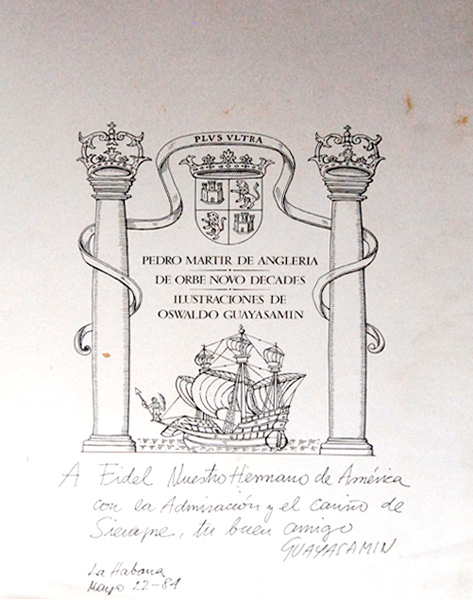 PLVS VLTRA
PEDRO MARTIR DE ANGLERIA
DE ORBE NOVO DECADES
ILUSTRACIONES DE
OSWALDO GUAYASAMIN
A Fidel Nuestro Hermano de América
con la Admiración y el cariño de
Siempre, tu buen amigo
GUAYASAMIN
La Habana
Mayo 22-81